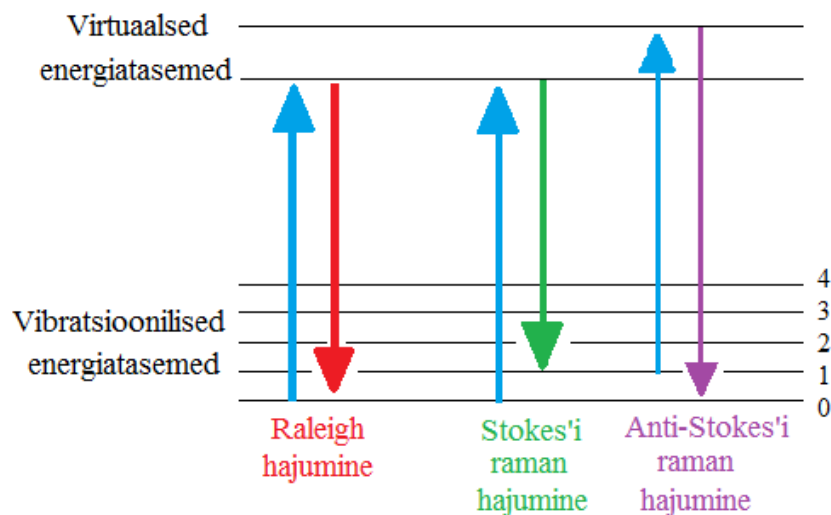 Virtuaalsed
energiatasemed
4
3
Vibratsioonilised
2
energiatasemed
1
0
Raleigh
hajumine
Stokes'i
raman
hajumine
Anti-Stokes'i
raman
hajumine